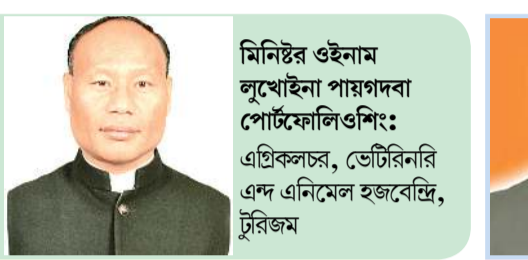 মিনিষ্টর ওইনাম
লুখোইনা পায়গদবা
পোর্টফোলিওশিং:
এগ্রিকলচর, ভেটিরিনরি
এন্দ এনিমেল হজবেন্দ্রি,
টুরিজম